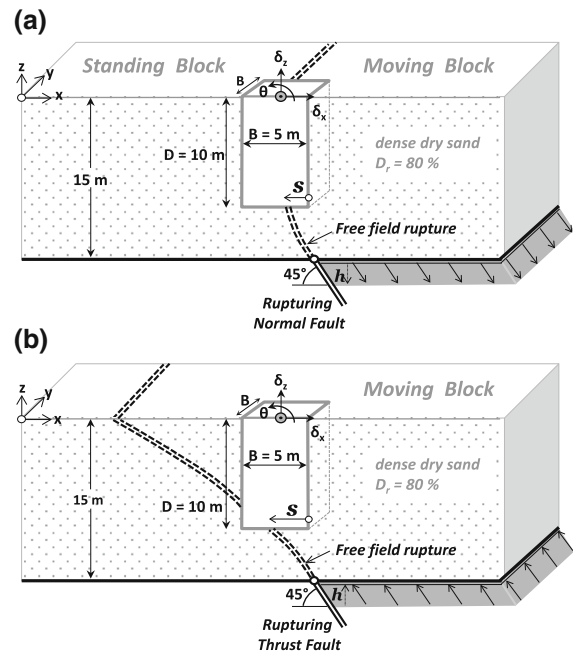 (a)
Standing Block
Moving Block
B
δz
θ
δx
z
y
x
B = 5 m
D = 10 m
15 m
dense dry sand
Dr = 80 %
s
Free field rupture
45°
h
Rupturing
Normal Fault
(b)
Moving Block
B
δz
θ
δx
z
y
x
B = 5 m
D = 10 m
15 m
dense dry sand
Dr = 80 %
s
Free field rupture
45°
h
Rupturing
Thrust Fault